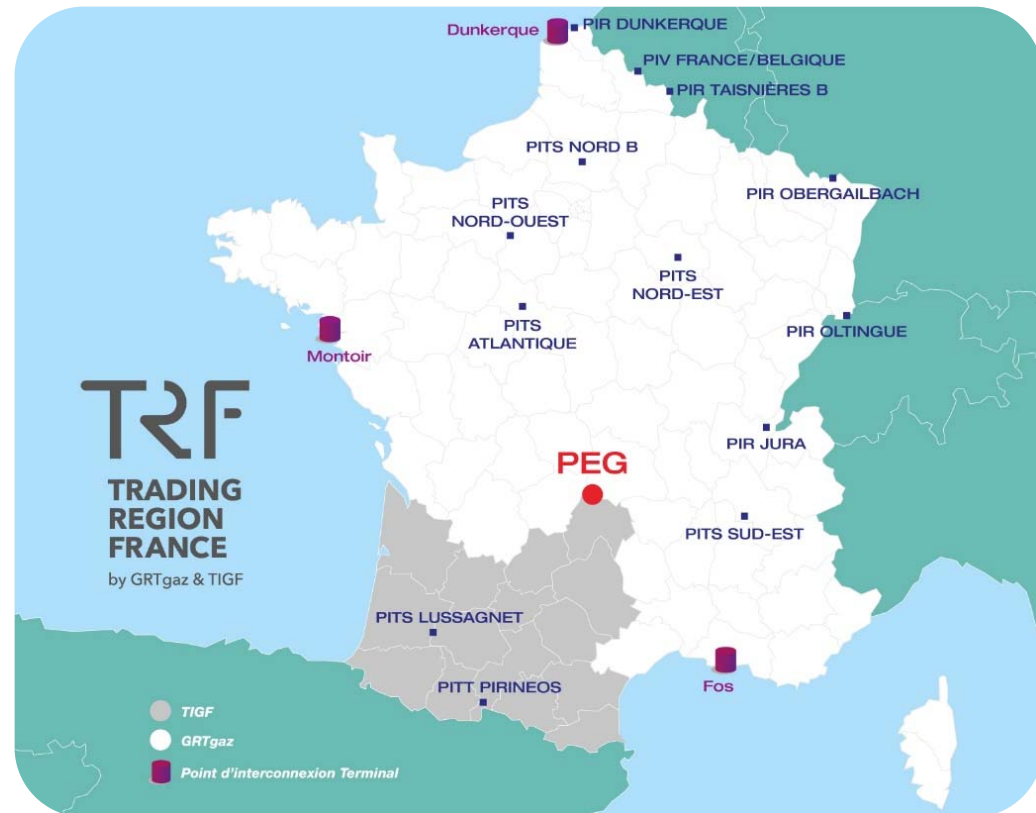 Dunkerque
PIR DUNKERQUE
PIV FRANCE/BELGIQUE
PIR TAISNIÈRES B
PITS NORD B
PIR OBERGAILBACH
PITS
NORD-OUEST
PITS
NORD-EST
PITS
ATLANTIQUE
PIR OLTINGUE
Montoir
TRF
TRADING
REGION
FRANCE
by GRTgaz & TIGF
PIR JURA
PEG
PITS SUD-EST
PITS LUSSAGNET
PITT PIRINEOS
Fos
TIGF
GRTgaz
Point d'interconnexion Terminal